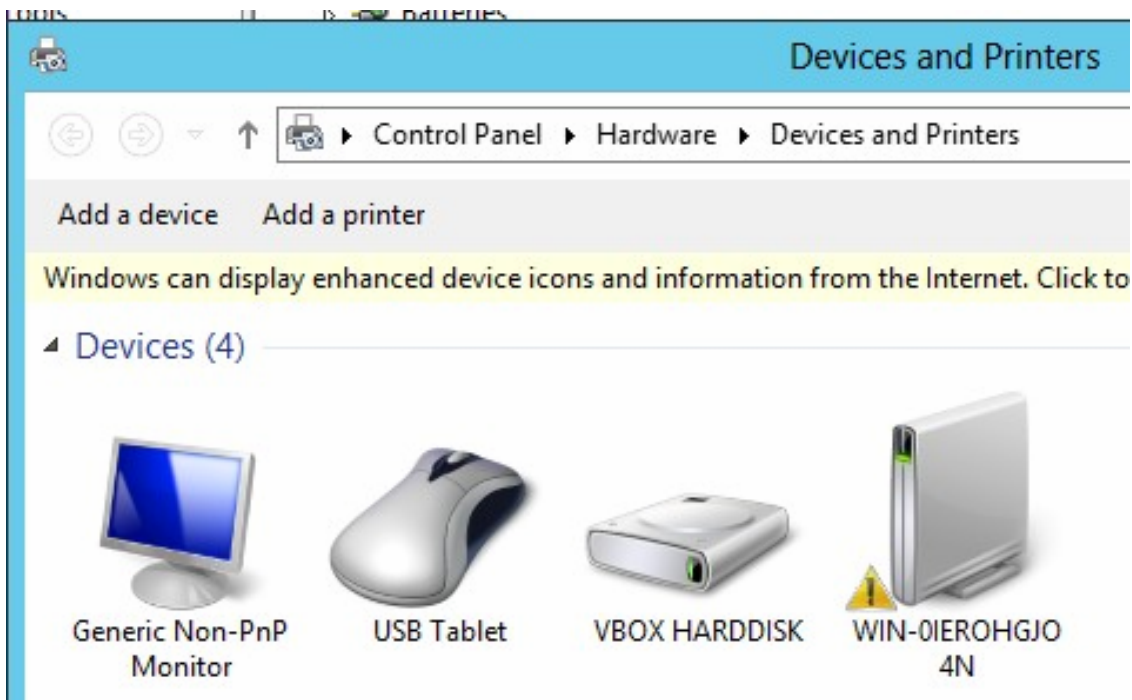 Batteries
Devices and Printers
Control Panel Hardware Devices and Printers
Add a device Add a printer
Windows can display enhanced device icons and information from the Internet. Click to
Devices (4)
Generic Non-PnP
Monitor
USB Tablet
VBOX HARDDISK
WIN-0IEROHGJO
4N